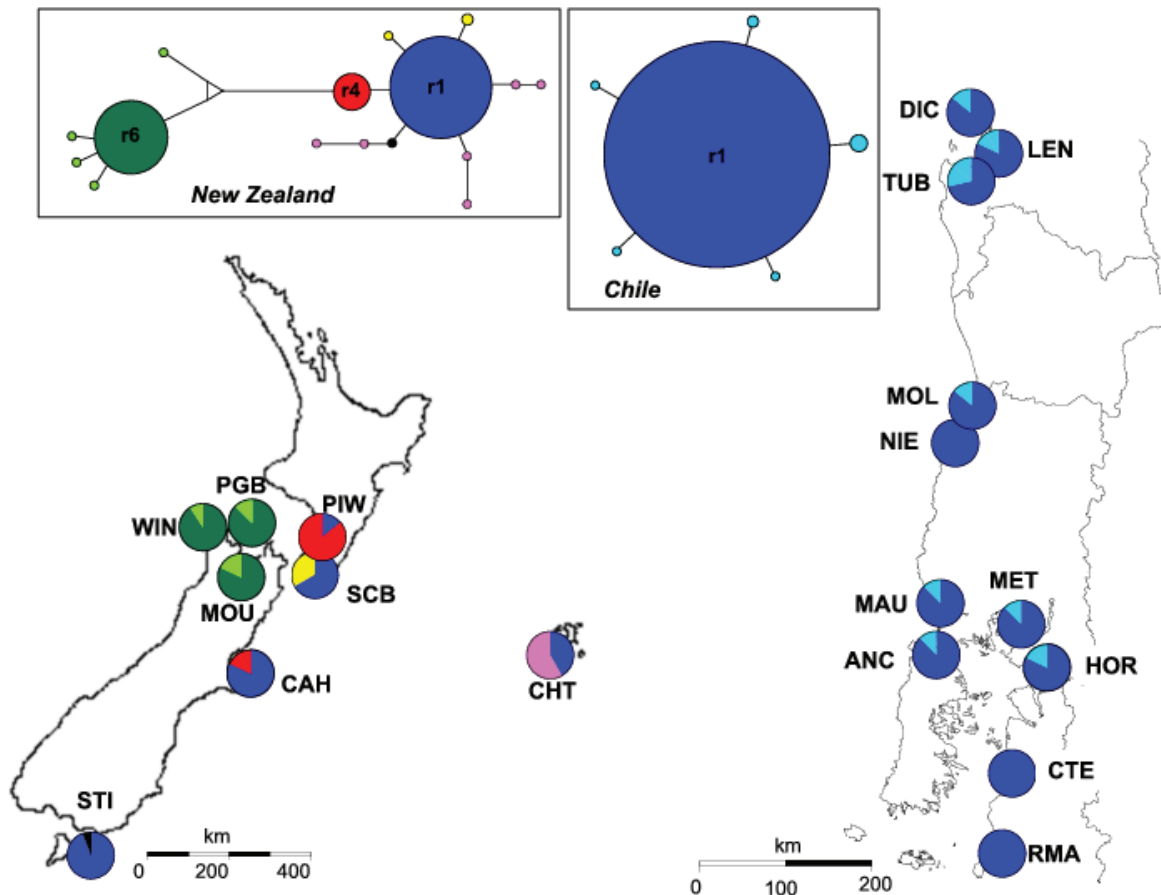 r4
r1
r6
New Zealand
r1
Chile
DIC
LEN
TUB
MOL
NIE
PGB
WIN
PIW
MOU
SCB
MAU
MET
ANC
HOR
CAH
CHT
CTE
STI
RMA
km
0 200 400
km
0 100 200